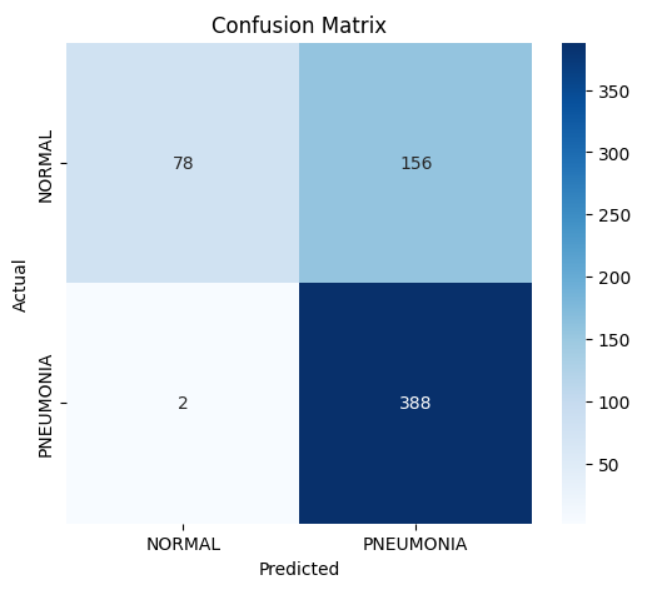 Confusion Matrix
NORMAL
78
156
350
300
250
200
150
100
50
Actual
PNEUMONIA
2
388
NORMAL
PNEUMONIA
Predicted